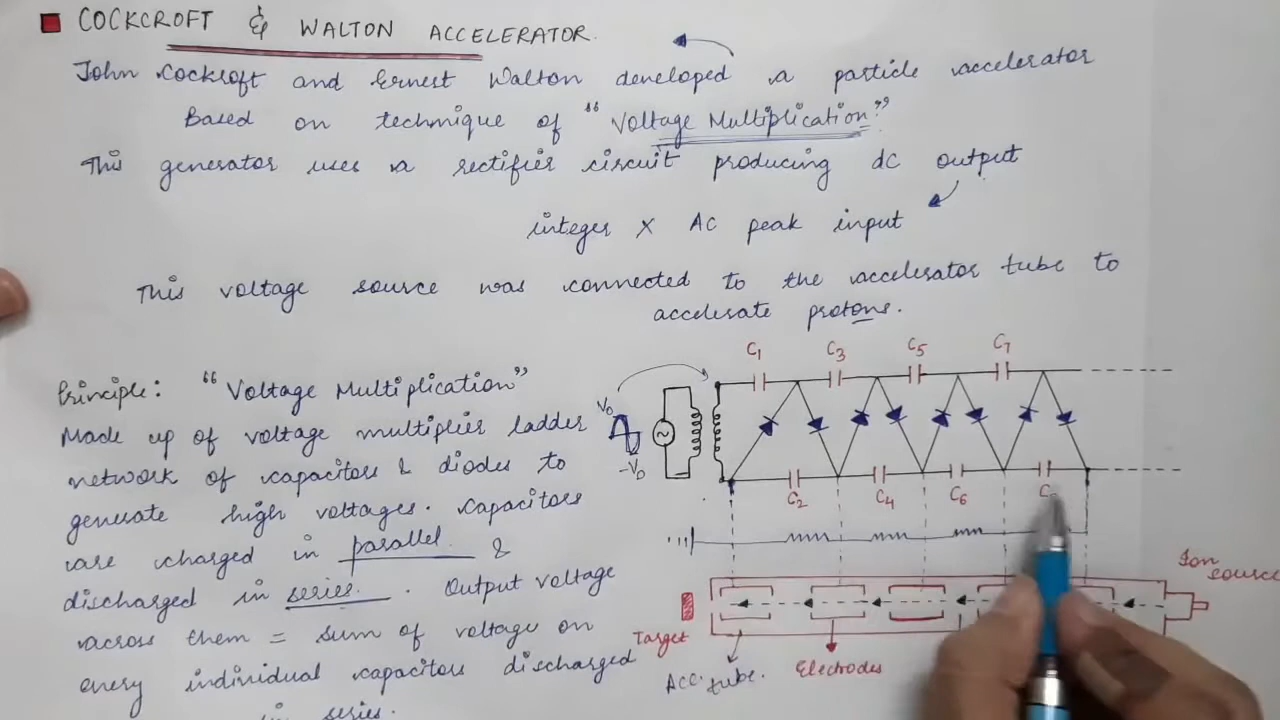 COCKCROFT & WALTON ACCELERATOR.
John Cockroft and Ernest Walton developed a particle accelerator
Based on technique of "Voltage Multiplication".
This generator uses a rectifier circuit producing dc output
integer X AC peak input
This voltage source was connected to the accelerator tube to
accelerate protons.
Principle: "Voltage Multiplication"
Made up of voltage multiplier ladder
network of capacitors & diodes to
generate high voltages. Capacitors
are charged in parallel &
discharged in series. Output voltage
across them = sum of voltage on
every individual capacitors discharged
in series.
C1 C3 C5 C7
V0
~
-V0
C2 C4 C6
Ion source
Target
Acc. tube.
Electrodes